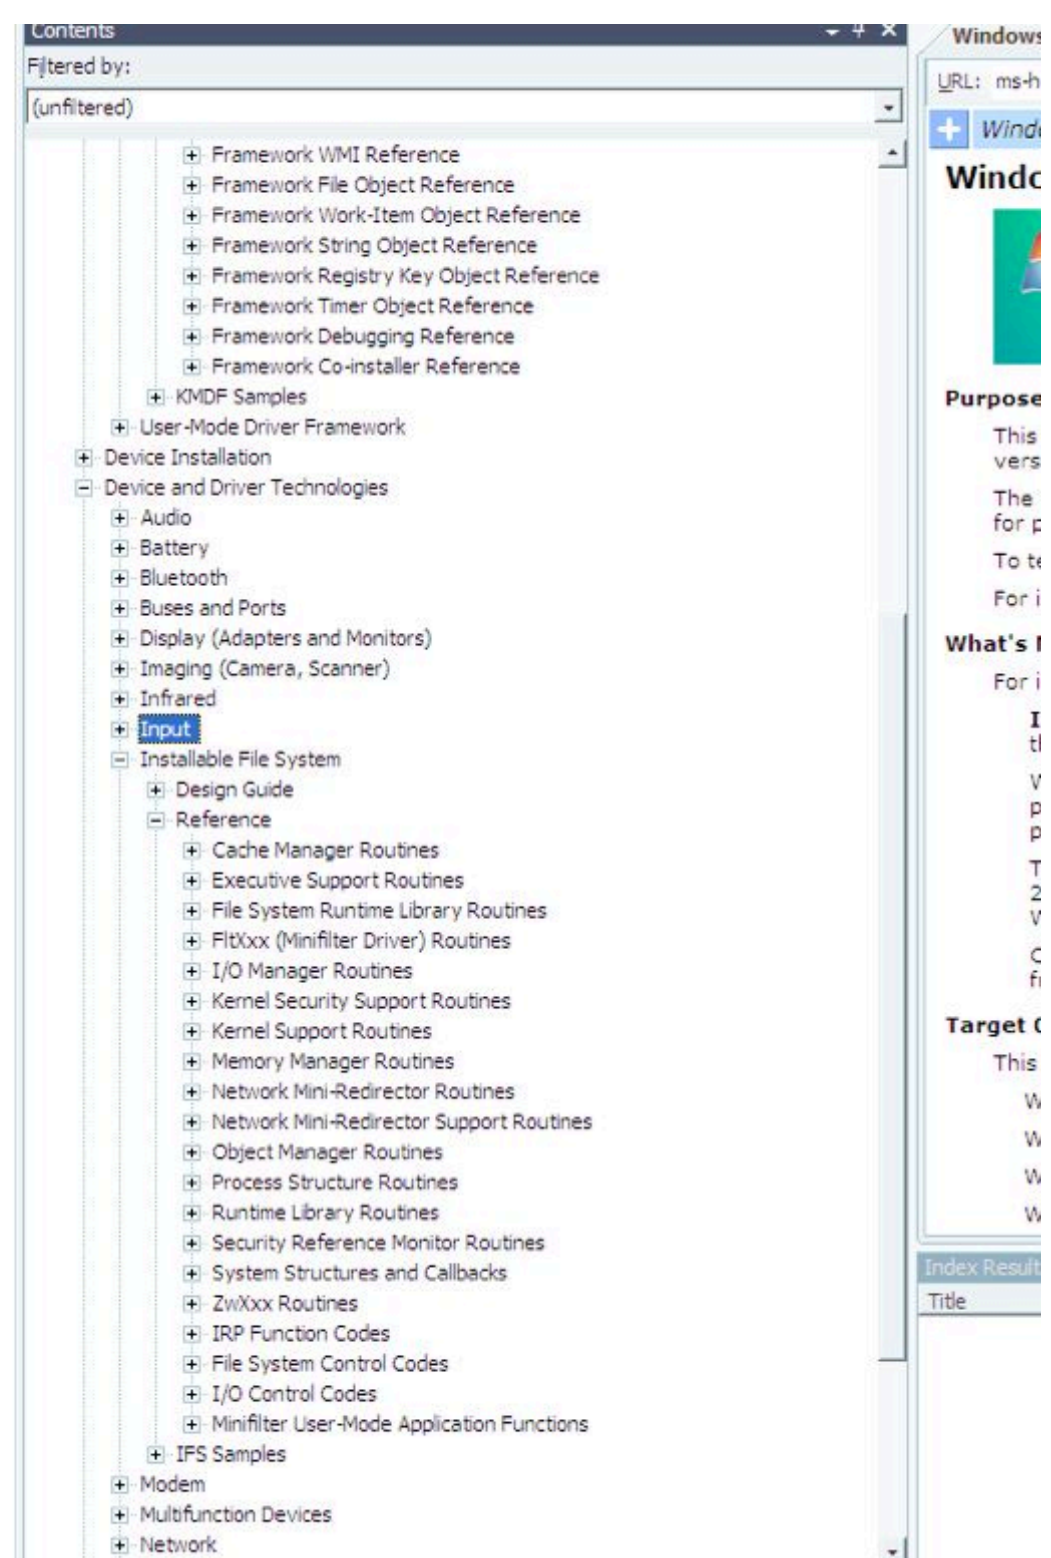 Contents
Filtered by:
(unfiltered)
Framework WMI Reference
Framework File Object Reference
Framework Work-Item Object Reference
Framework String Object Reference
Framework Registry Key Object Reference
Framework Timer Object Reference
Framework Debugging Reference
Framework Co-installer Reference
KMDF Samples
User-Mode Driver Framework
Device Installation
Device and Driver Technologies
Audio
Battery
Bluetooth
Buses and Ports
Display (Adapters and Monitors)
Imaging (Camera, Scanner)
Infrared
Input
Installable File System
Design Guide
Reference
Cache Manager Routines
Executive Support Routines
File System Runtime Library Routines
FltXxx (Minifilter Driver) Routines
I/O Manager Routines
Kernel Security Support Routines
Kernel Support Routines
Memory Manager Routines
Network Mini-Redirector Routines
Network Mini-Redirector Support Routines
Object Manager Routines
Process Structure Routines
Runtime Library Routines
Security Reference Monitor Routines
System Structures and Callbacks
ZwXxx Routines
IRP Function Codes
File System Control Codes
I/O Control Codes
Minifilter User-Mode Application Functions
IFS Samples
Modem
Multifunction Devices
Network
Windows
URL: ms-h
Purpose
This
vers
The
for
To
For
What's
For
Target
This
Index Result
Title